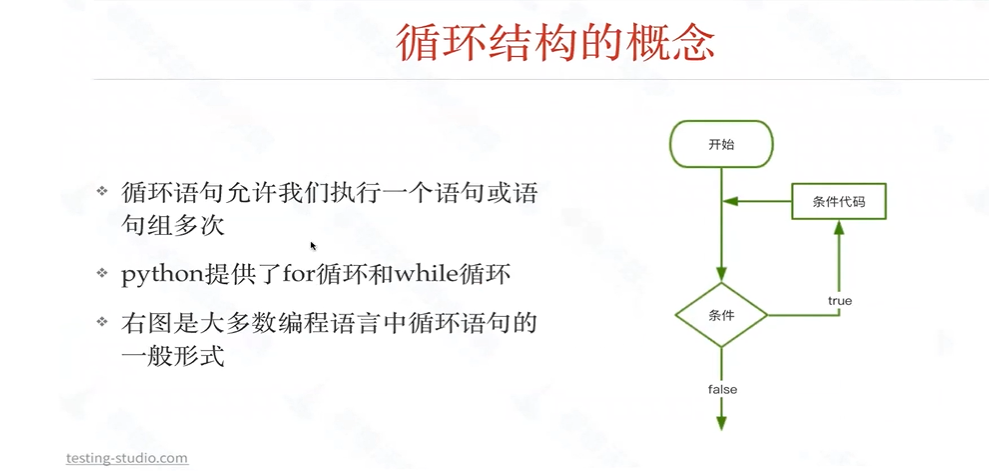 循环结构的概念
循环语句允许我们执行一个语句或语
句组多次
python提供了for循环和while循环
右图是大多数编程语言中循环语句的
一般形式
开始
条件代码
true
条件
false
testing-studio.com